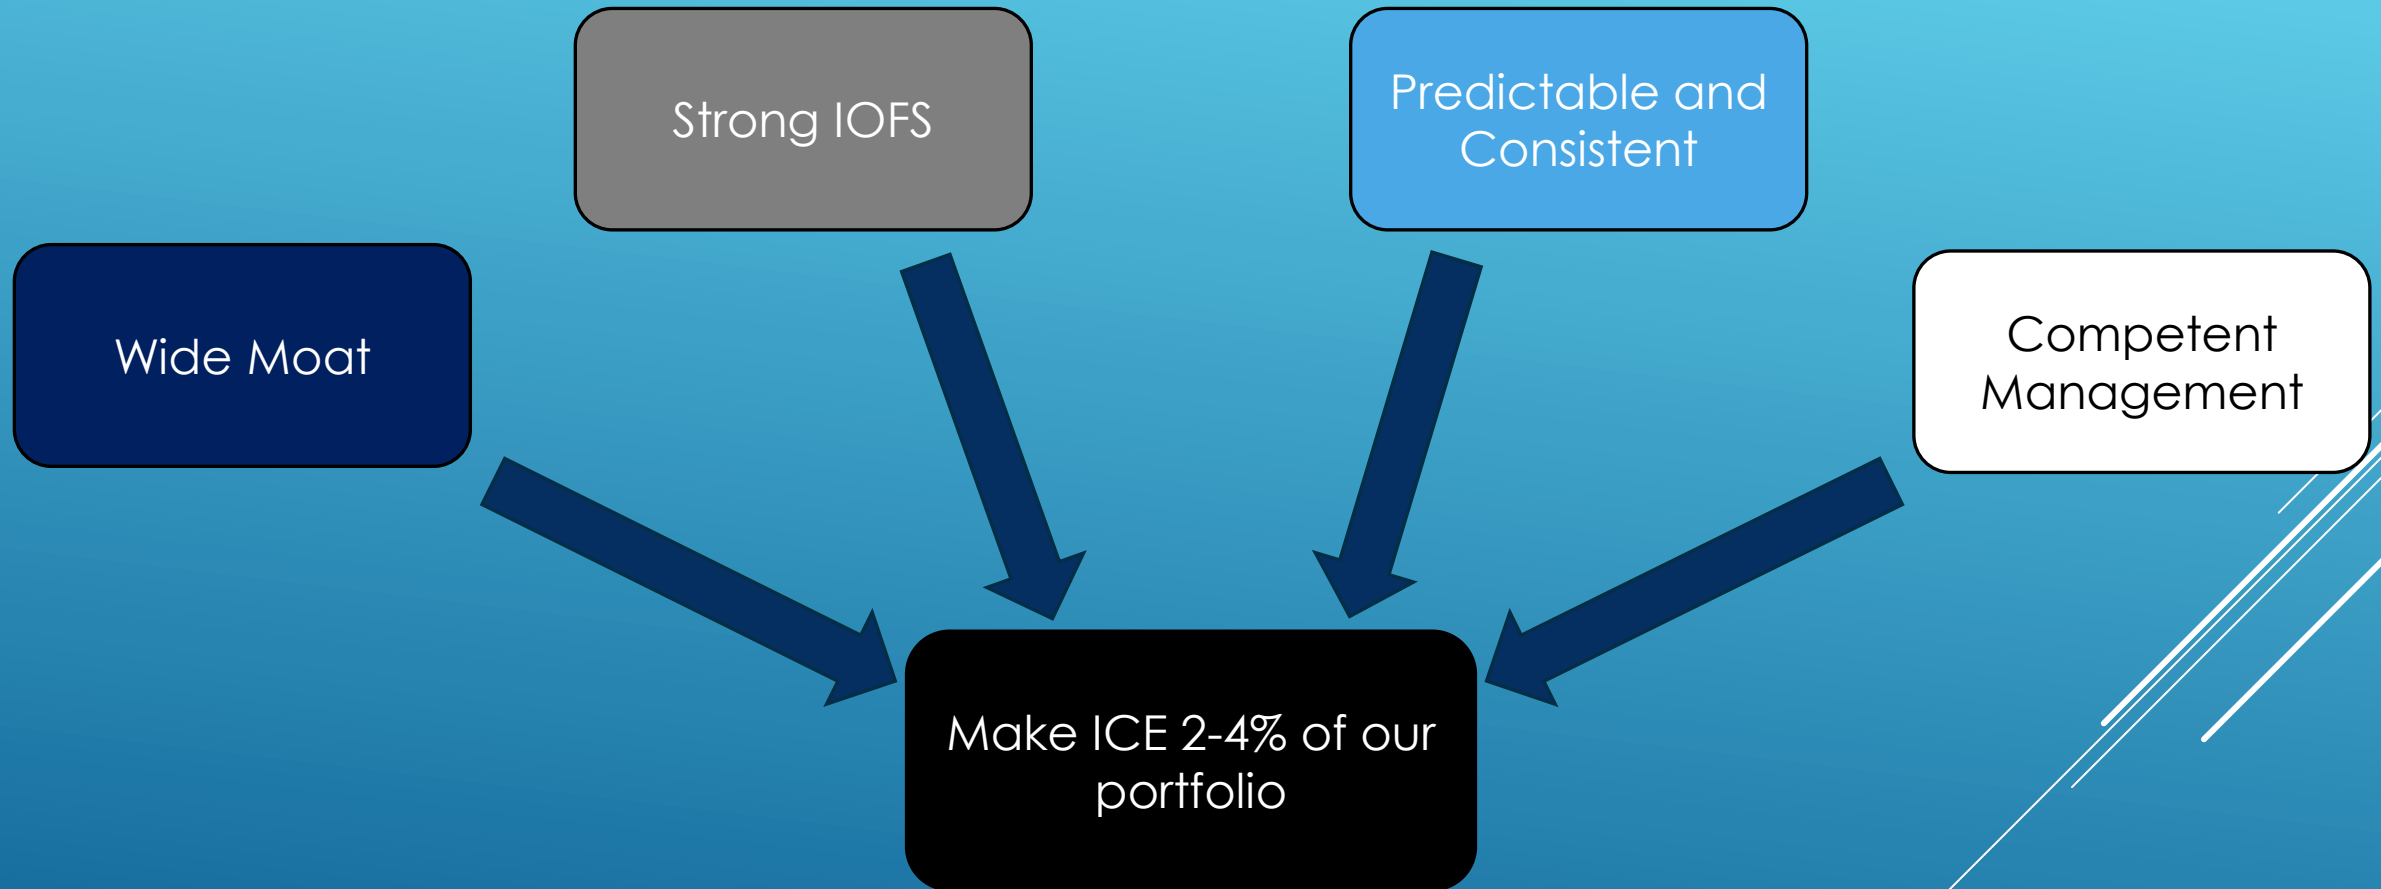 Strong IOFS
Predictable and
Consistent
Wide Moat
Competent
Management
Make ICE 2-4% of our
portfolio